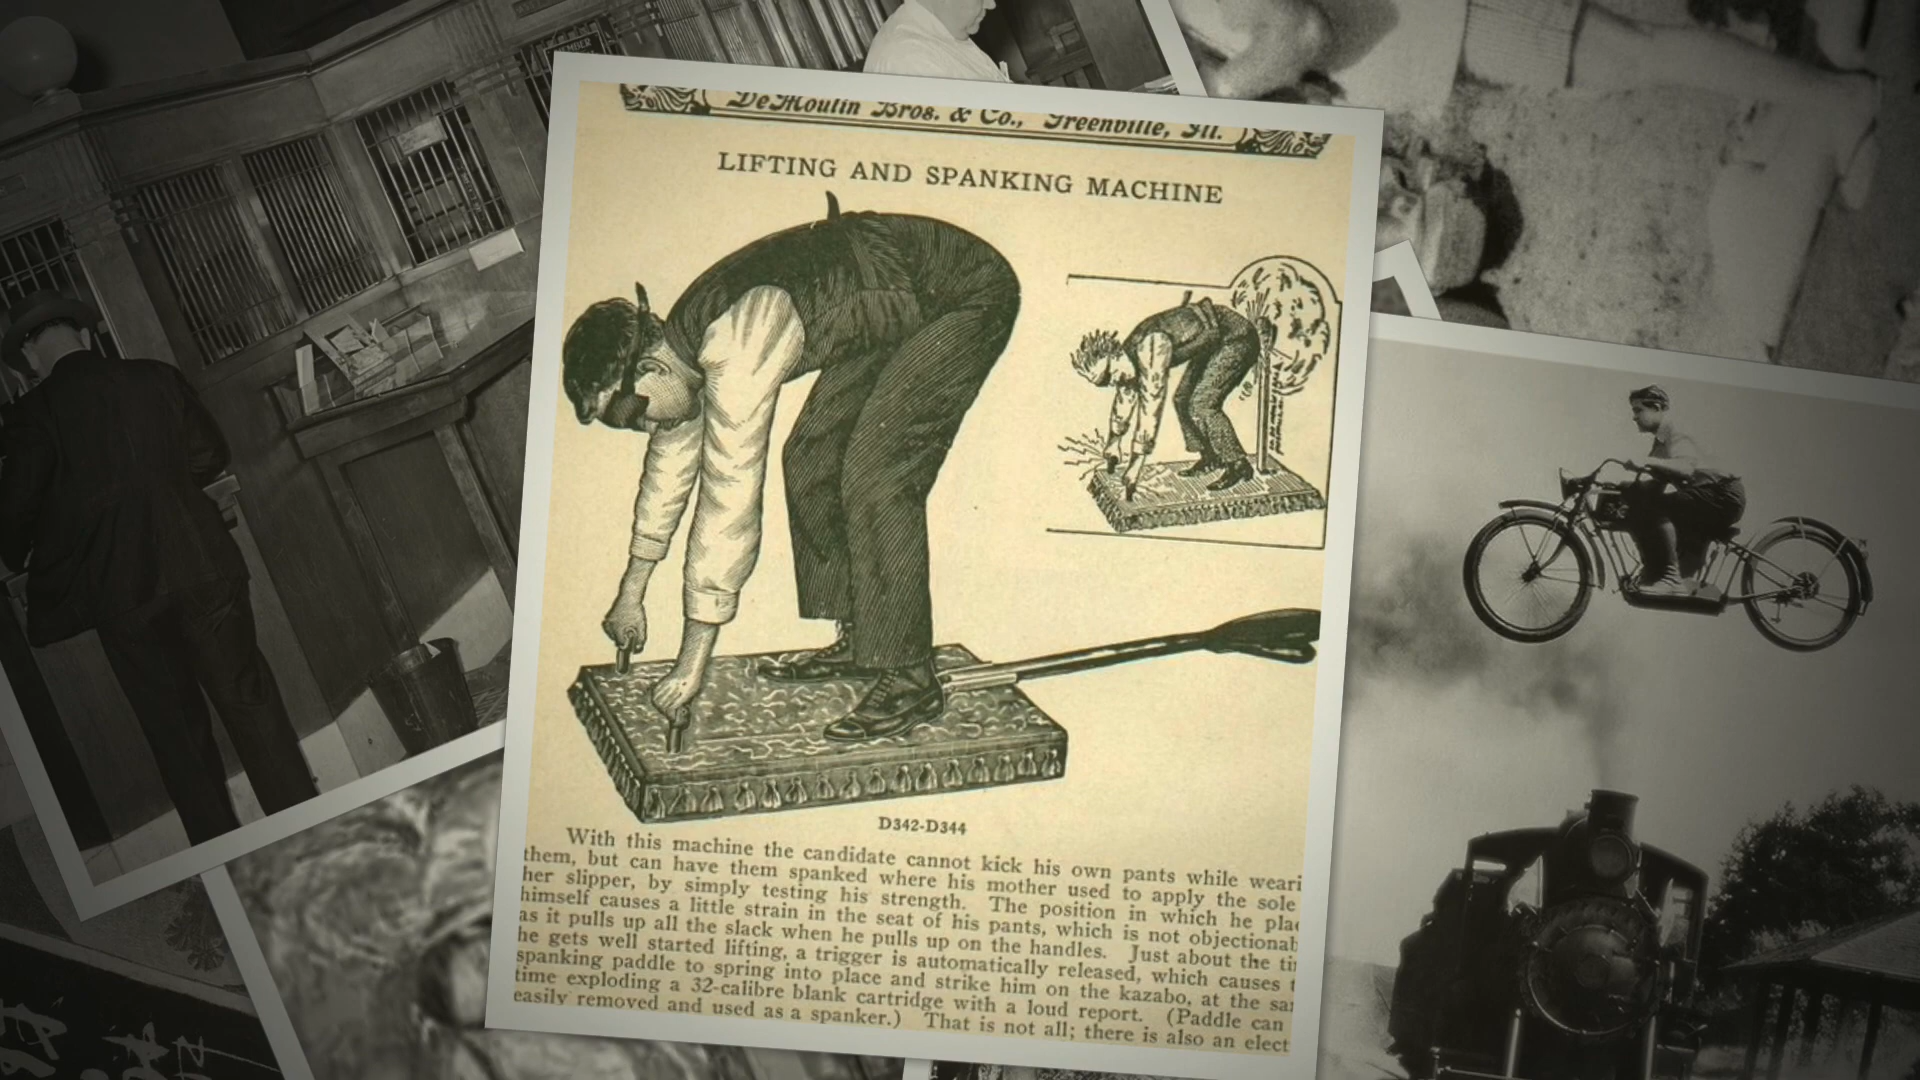 DeMoulin Bros. & Co., Greenville, Ill.
LIFTING AND SPANKING MACHINE
D342-D344
With this machine the candidate cannot kick his own pants while weari
them, but can have them spanked where his mother used to apply the sole
her slipper, by simply testing his strength. The position in which he plac
himself causes a little strain in the seat of his pants, which is not objectionab
as it pulls up all the slack when he pulls up on the handles. Just about the ti
he gets well started lifting, a trigger is automatically released, which causes t
spanking paddle to spring into place and strike him on the kazabo, at the sa
time exploding a 32-calibre blank cartridge with a loud report. (Paddle can
easily removed and used as a spanker.) That is not all; there is also an elect